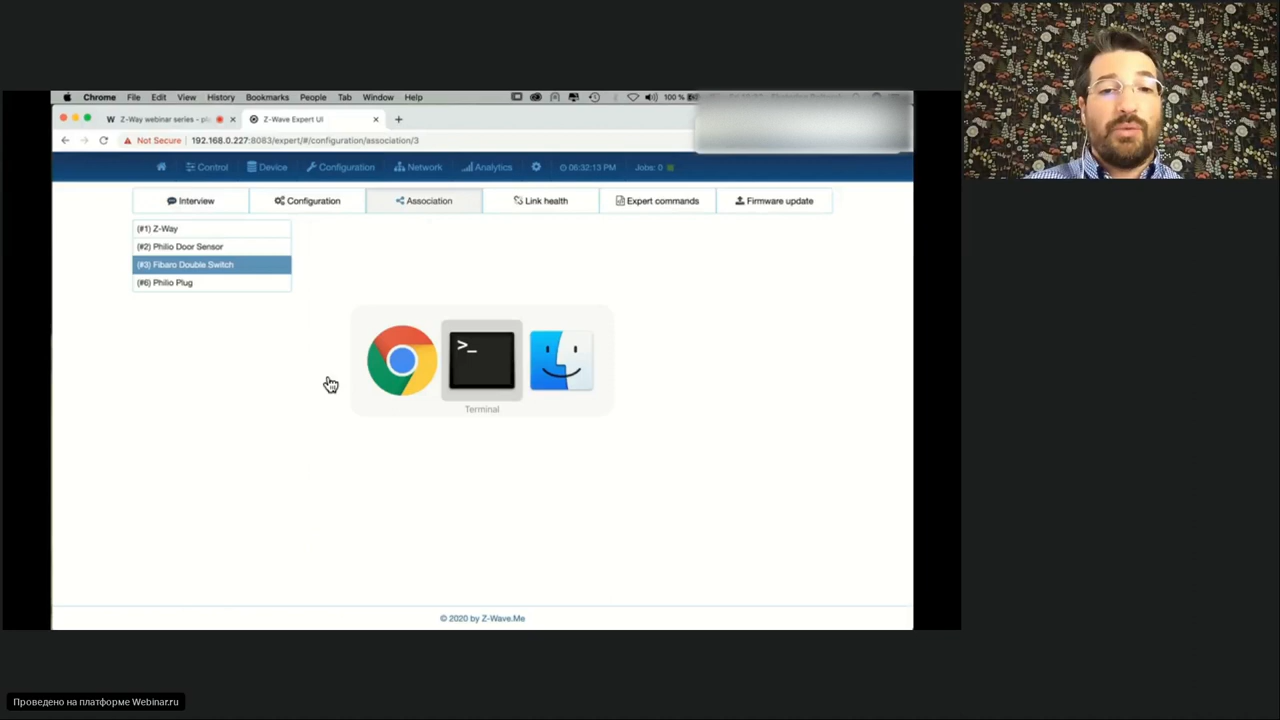 Chrome File Edit View History Bookmarks People Tab Window Help 100 %
W Z-Way webinar series - pl
Z-Wave Expert UI
Not Secure 192.168.0.227:8083/expert/#/configuration/association/3
Control Device Configuration Network Analytics 06:32:13 PM Jobs: 0
Interview Configuration Association Link health Expert commands Firmware update
(#1) Z-Way
(#2) Philio Door Sensor
(#3) Fibaro Double Switch
(#6) Philio Plug
>_
Terminal
© 2020 by Z-Wave.Me
Проведено на платформе Webinar.ru